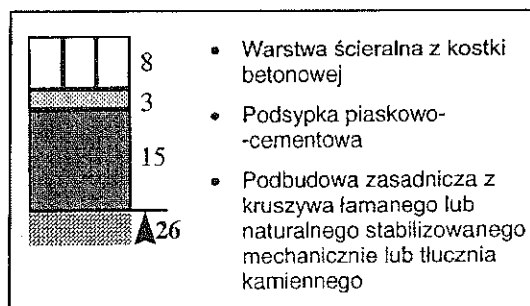 8
3
15
26
• Warstwa ścieralna z kostki
betonowej
• Podsypka piaskowo-
-cementowa
• Podbudowa zasadnicza z
kruszywa łamanego lub
naturalnego stabilizowanego
mechanicznie lub tłucznia
kamiennego